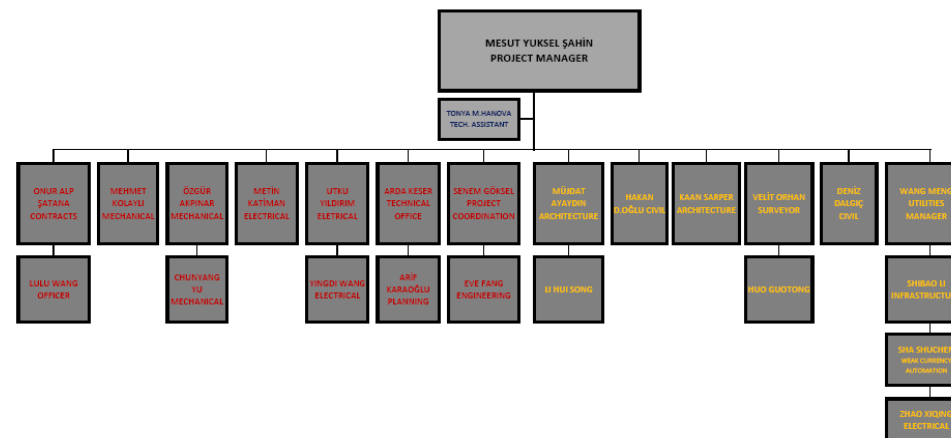 MESUT YUKSEL ŞAHİN
PROJECT MANAGER
TONYA M.HANOVA
TECH. ASSISTANT
ONUR ALP
ŞATANA
CONTRACTS
MEHMET
KOLAYLI
MECHANICAL
ÖZGÜR
AKPINAR
MECHANICAL
METİN
KATİMAN
ELECTRICAL
UTKU
YILDIRIM
ELETRICAL
ARDA KESER
TECHNICAL
OFFICE
SENEM GÖKSEL
PROJECT
COORDINATION
MÜJDAT
AYAYDIN
ARCHITECTURE
HAKAN
D.OĞLU CIVIL
KAAN SARPER
ARCHITECTURE
VELİT ORHAN
SURVEYOR
DENİZ
DALGIÇ
CIVIL
WANG MENG
UTILITIES
MANAGER
LULU WANG
OFFICER
CHUNYANG
YU
MECHANICAL
YINGDI WANG
ELECTRICAL
ARİF
KARAOĞLU
PLANNING
EVE FANG
ENGINEERING
LI HUI SONG
HUO GUOTONG
SHIBAO LI
INFRASTRUCTU
SHA SHUCHEN
WEAK CURRENCY
AUTOMATION
ZHAO XIQING
ELECTRICAL